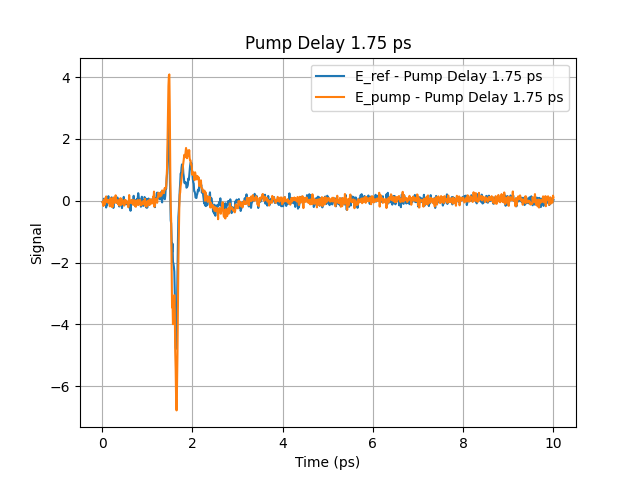 Pump Delay 1.75 ps
E_ref - Pump Delay 1.75 ps
E_pump - Pump Delay 1.75 ps
Signal
4
2
0
−2
−4
−6
0 2 4 6 8 10
Time (ps)